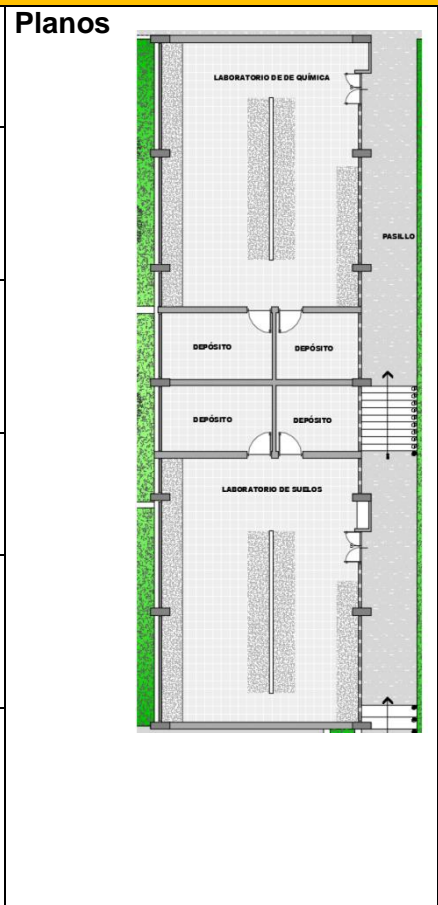 Planos
LABORATORIO DE DE QUÍMICA
PASILLO
DEPÓSITO
DEPÓSITO
DEPÓSITO
DEPÓSITO
LABORATORIO DE SUELOS